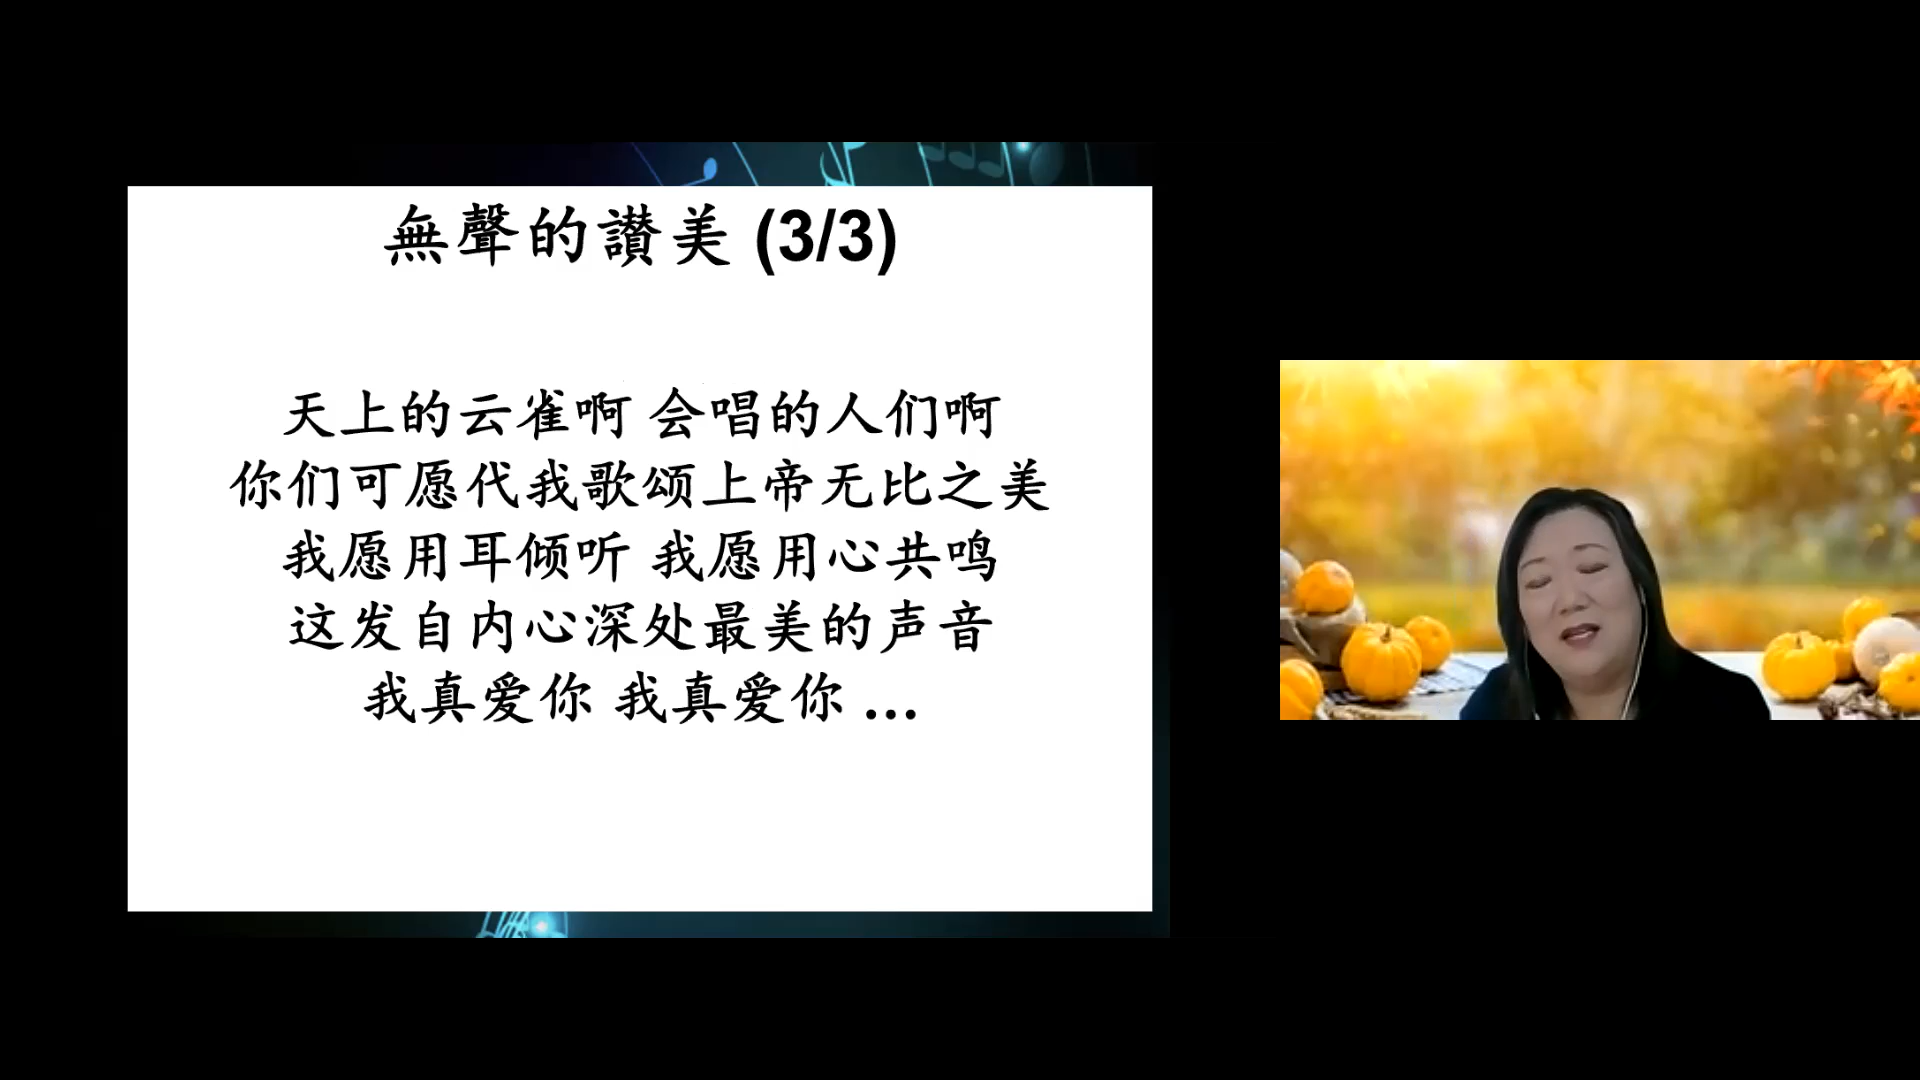 無聲的讃美 (3/3)
天上的云雀啊 会唱的人们啊
你们可愿代我歌颂上帝无比之美
我愿用耳倾听 我愿用心共鸣
这发自内心深处最美的声音
我真爱你 我真爱你 ...